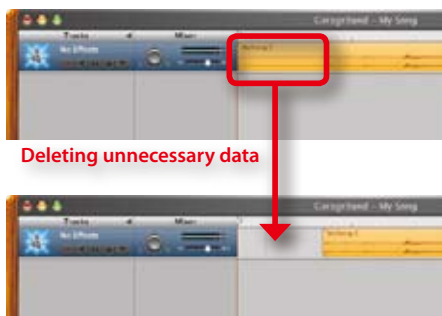 GarageBand - My Song
Tracks Mixer
No Effects
Deleting unnecessary data
GarageBand - My Song
Tracks Mixer
No Effects